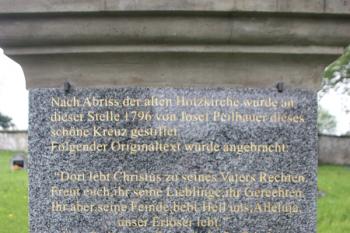 Nach Abriss der alten Holzkirche wurde an
dieser Stelle 1796 von Josef Peilbauer dieses
schöne Kreuz gestiftet.
Folgender Originaltext wurde angebracht:
"Dort lebt Christus zu seines Vaters Rechten
Freut euch, ihr seine Lieblinge, ihr Gerechten
Ihr aber, seine Feinde, bebt Heil uns, Alleluja,
unser Erlöser lebt."